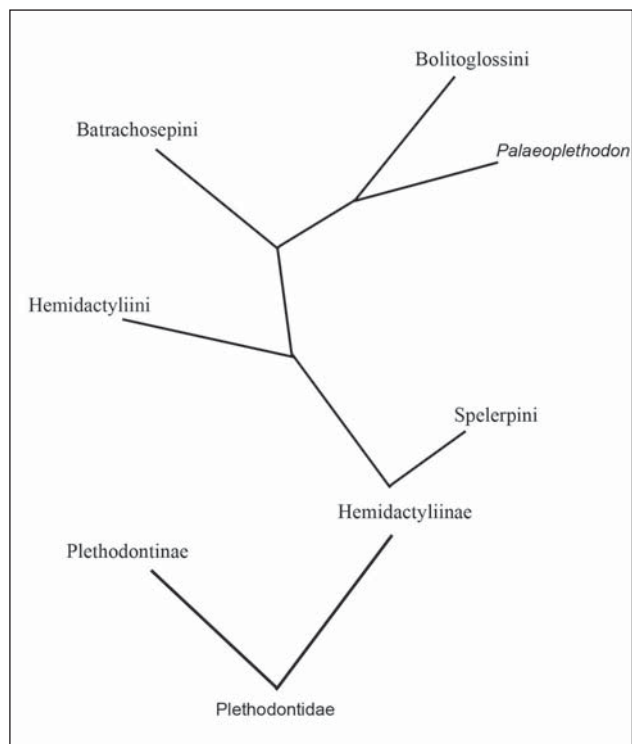 Bolitoglossini
Batrachosepini
Palaeoplethodon
Hemidactyliini
Spelerpini
Hemidactyliinae
Plethodontinae
Plethodontidae